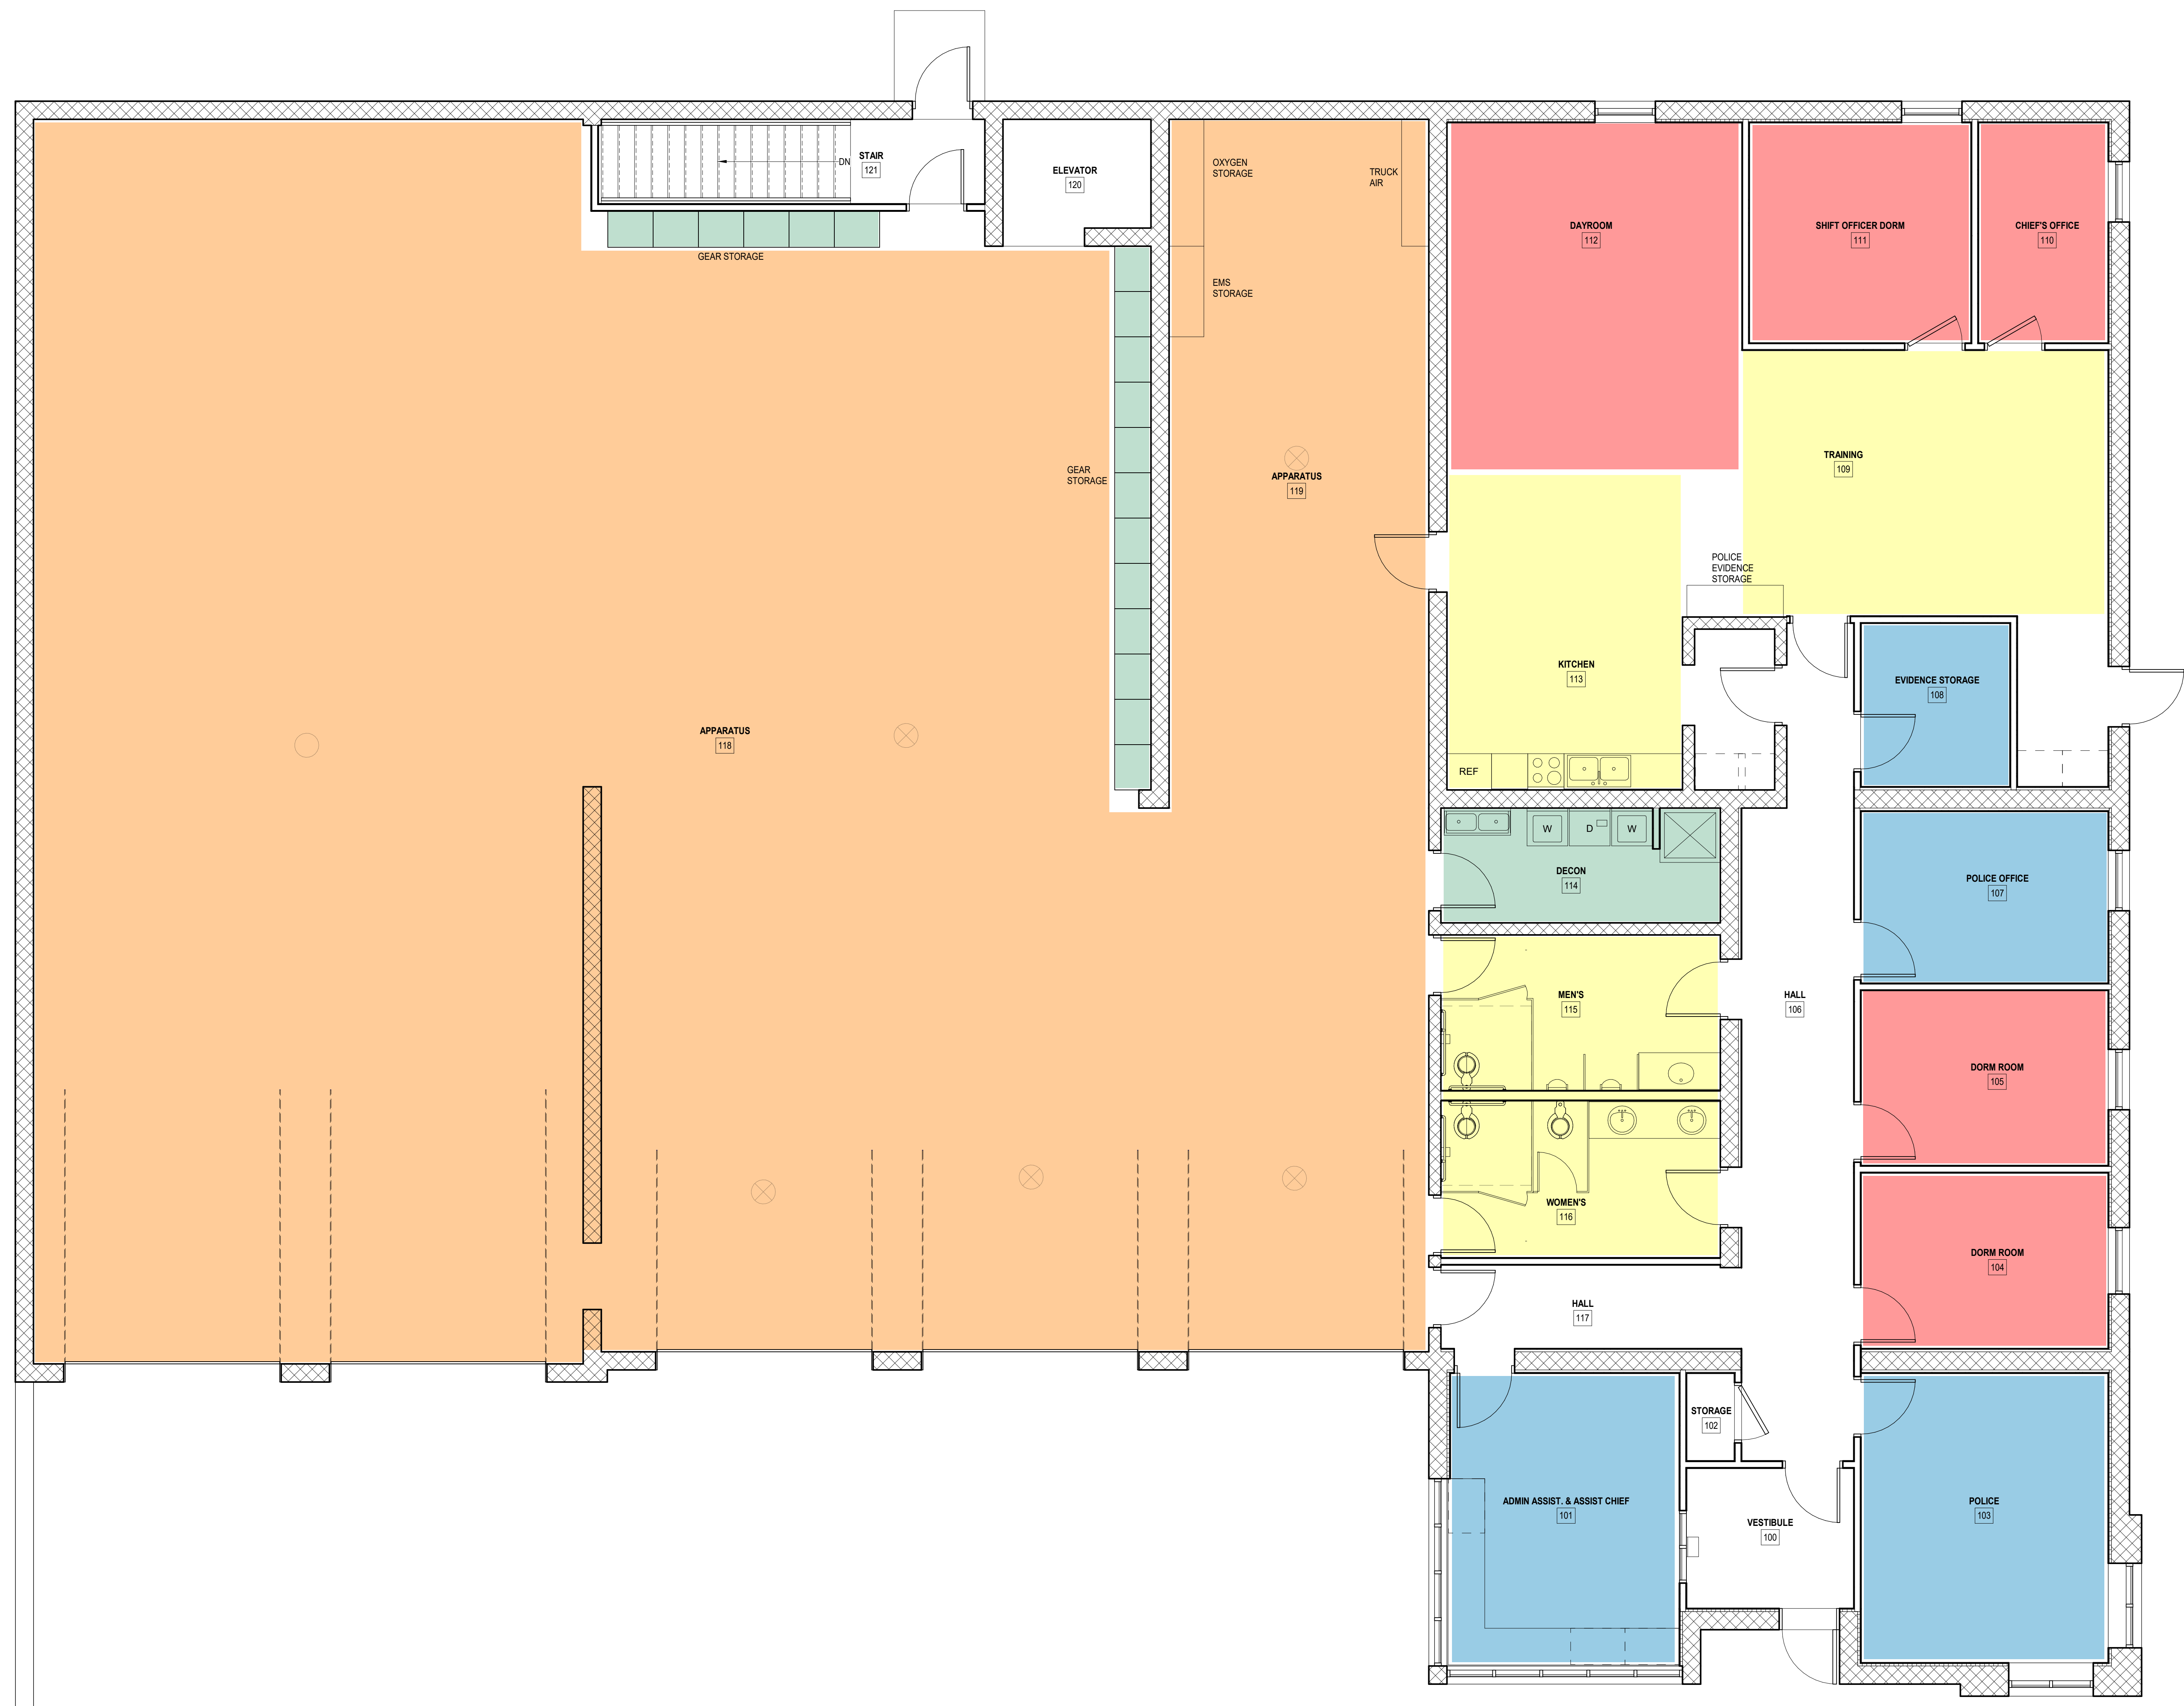 STAIR
121
DN
ELEVATOR
120
OXYGEN
STORAGE
TRUCK
AIR
DAYROOM
112
SHIFT OFFICER DORM
111
CHIEF'S OFFICE
110
GEAR STORAGE
EMS
STORAGE
GEAR
STORAGE
APPARATUS
119
TRAINING
109
POLICE
EVIDENCE
STORAGE
KITCHEN
113
EVIDENCE STORAGE
108
APPARATUS
118
REF
W
D
W
DECON
114
POLICE OFFICE
107
MEN'S
115
HALL
106
DORM ROOM
105
WOMEN'S
116
DORM ROOM
104
HALL
117
STORAGE
102
ADMIN ASSIST. & ASSIST CHIEF
101
VESTIBULE
100
POLICE
103